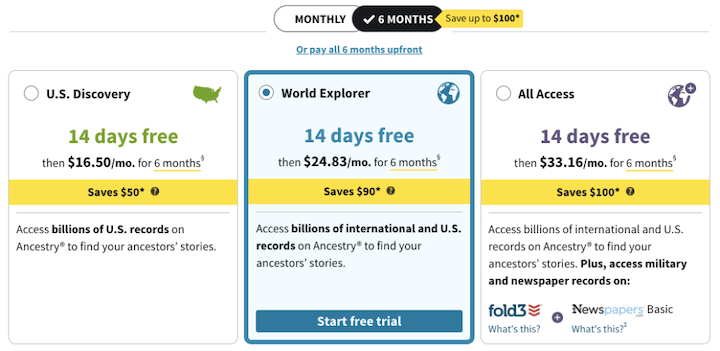 MONTHLY
6 MONTHS
Save up to $100*
Or pay all 6 months upfront
U.S. Discovery
14 days free
then $16.50/mo. for 6 months§
Saves $50* ?
Access billions of U.S. records on
Ancestry® to find your ancestors' stories.
World Explorer
14 days free
then $24.83/mo. for 6 months§
Saves $90* ?
Access billions of international and U.S.
records on Ancestry® to find your
ancestors' stories.
Start free trial
All Access
14 days free
then $33.16/mo. for 6 months§
Saves $100* ?
Access billions of international and U.S.
records on Ancestry® to find your
ancestors' stories. Plus, access military
and newspaper records on:
fold3
What's this?
+
Newspapers Basic
What's this?‡